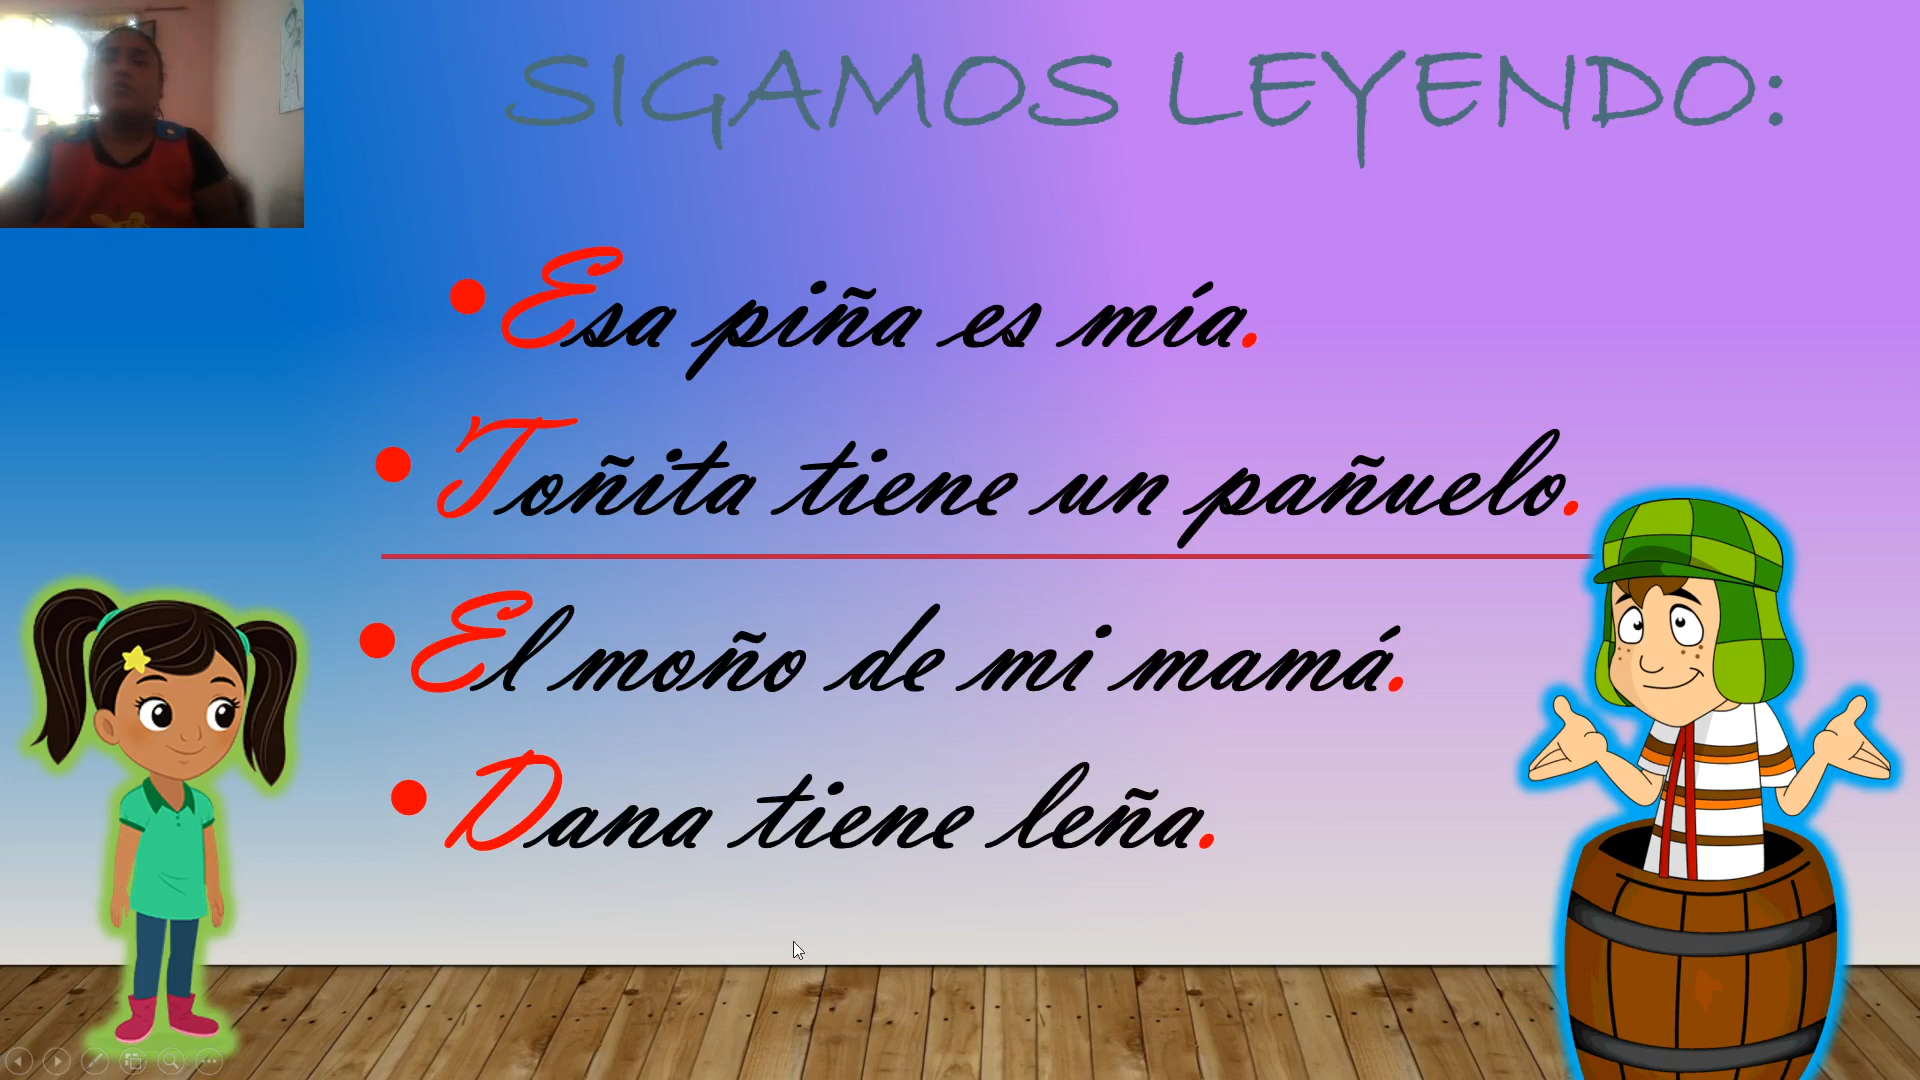 SIGAMOS LEYENDO:
• Esa piña es mía.
• Toñita tiene un pañuelo.
• El moño de mi mamá.
• Dana tiene leña.